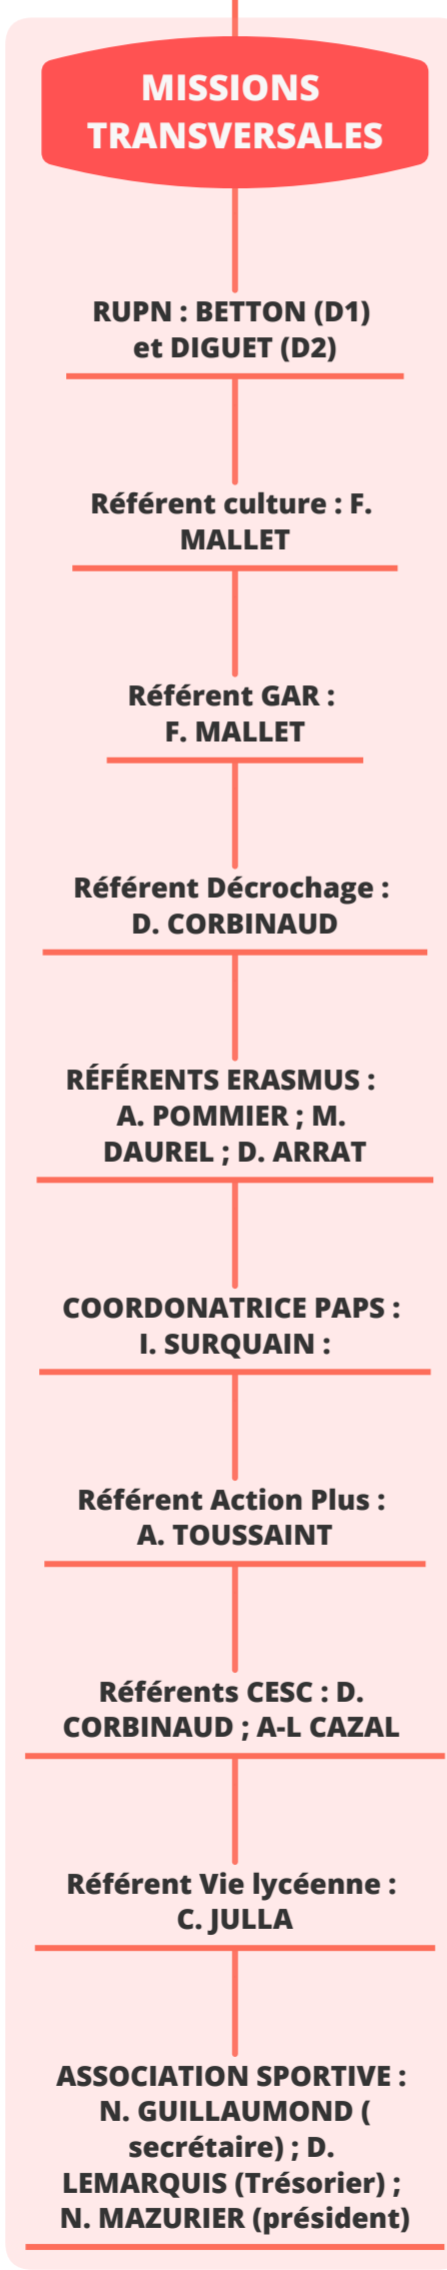 MISSIONS
TRANSVERSALES
RUPN : BETTON (D1)
et DIGUET (D2)
Référent culture : F.
MALLET
Référent GAR :
F. MALLET
Référent Décrochage :
D. CORBINAUD
RÉFÉRENTS ERASMUS :
A. POMMIER ; M.
DAUREL ; D. ARRAT
COORDONATRICE PAPS :
I. SURQUAIN :
Référent Action Plus :
A. TOUSSAINT
Référents CESC : D.
CORBINAUD ; A-L CAZAL
Référent Vie lycéenne :
C. JULLA
ASSOCIATION SPORTIVE :
N. GUILLAUMOND (
secrétaire) ; D.
LEMARQUIS (Trésorier) ;
N. MAZURIER (président)